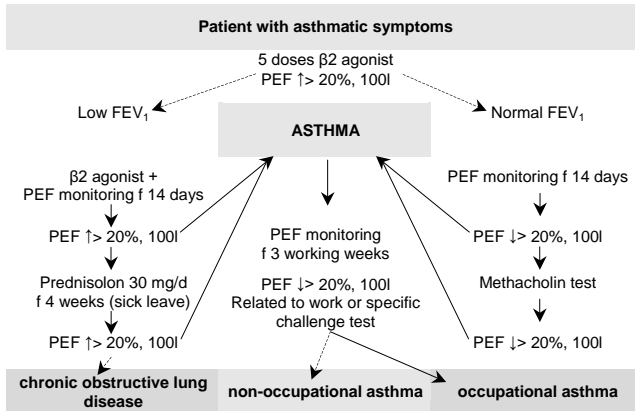 Patient with asthmatic symptoms
5 doses β2 agonist
PEF ↑> 20%, 100l
Low FEV₁
Normal FEV₁
ASTHMA
β2 agonist +
PEF monitoring f 14 days
PEF ↑> 20%, 100l
Prednisolon 30 mg/d
f 4 weeks (sick leave)
PEF ↑> 20%, 100l
PEF monitoring
f 3 working weeks
PEF ↓> 20%, 100l
Related to work or specific
challenge test
PEF monitoring f 14 days
PEF ↓> 20%, 100l
Methacholin test
PEF ↓> 20%, 100l
chronic obstructive lung
disease
non-occupational asthma
occupational asthma